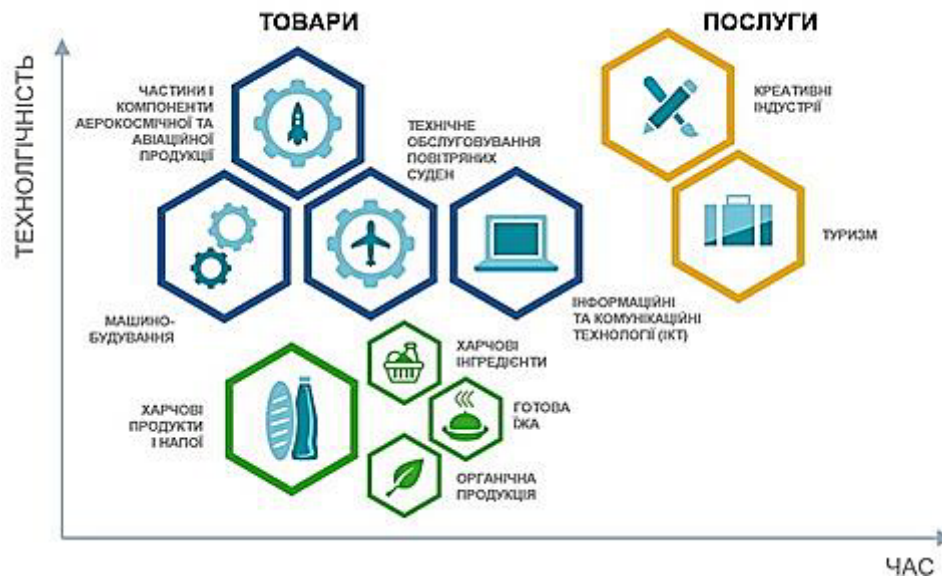 ТОВАРИ
ПОСЛУГИ
ТЕХНОЛГІЧНІСТЬ
ЧАСТИНИ І
КОМПОНЕНТИ
АЕРОКОСМІЧНОЇ ТА
АВІАЦІЙНОЇ
ПРОДУКЦІЇ
ТЕХНІЧНЕ
ОБСЛУГОВУВАННЯ
ПОВІТРЯНИХ
СУДЕН
КРЕАТИВНІ
ІНДУСТРІЇ
ТУРИЗМ
МАШИНО-
БУДУВАННЯ
ІНФОРМАЦІЙНІ
ТА КОМУНІКАЦІЙНІ
ТЕХНОЛОГІЇ (ІКТ)
ХАРЧОВІ
ІНГРЕДІЄНТИ
ХАРЧОВІ
ПРОДУКТИ
І НАПОЇ
ГОТОВА
ЇЖА
ОРГАНІЧНА
ПРОДУКЦІЯ
ЧАС